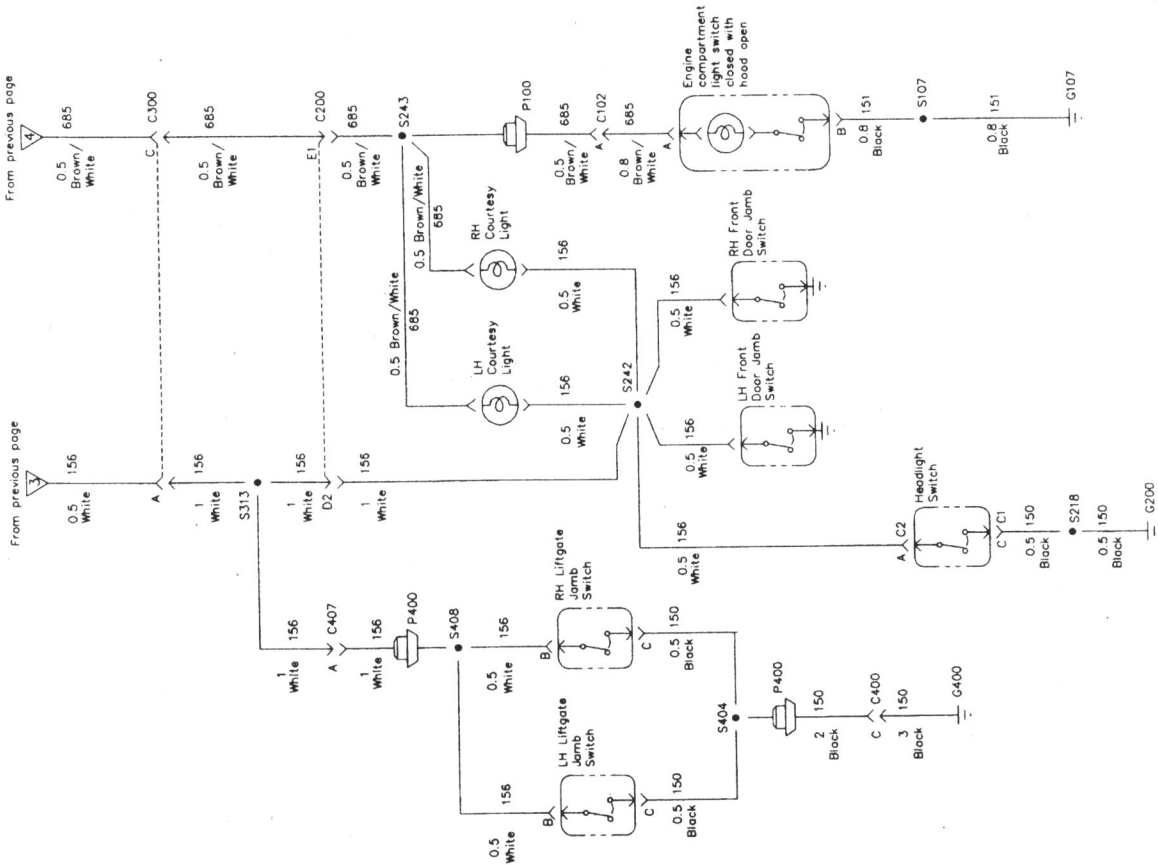 From previous page
4
685
0.5
Brown/
White
C
C300
685
0.5
Brown/
White
E1
C200
685
0.5
Brown/
White
S243
P100
685
0.5
Brown/
White
A
C102
685
0.8
Brown/
White
A
Engine
compartment
light switch
closed with
hood open
B
151
0.8
Black
S107
151
0.8
Black
G107
0.5 Brown/White
685
RH
Courtesy
Light
156
0.5
White
0.5 Brown/White
685
LH
Courtesy
Light
156
0.5
White
S242
156
0.5
White
RH Front
Door Jamb
Switch
156
0.5
White
LH Front
Door Jamb
Switch
From previous page
3
156
0.5
White
A
156
1
White
S313
156
1
White
D2
156
1
White
156
0.5
White
A
C2
Headlight
Switch
C
C1
150
0.5
Black
S218
150
0.5
Black
G200
156
1
White
A
C407
156
1
White
P400
S408
156
0.5
White
B
RH Liftgate
Jamb
Switch
C
150
0.5
Black
156
0.5
White
B
LH Liftgate
Jamb
Switch
C
150
0.5
Black
S404
P400
150
2
Black
C
C400
150
3
Black
G400